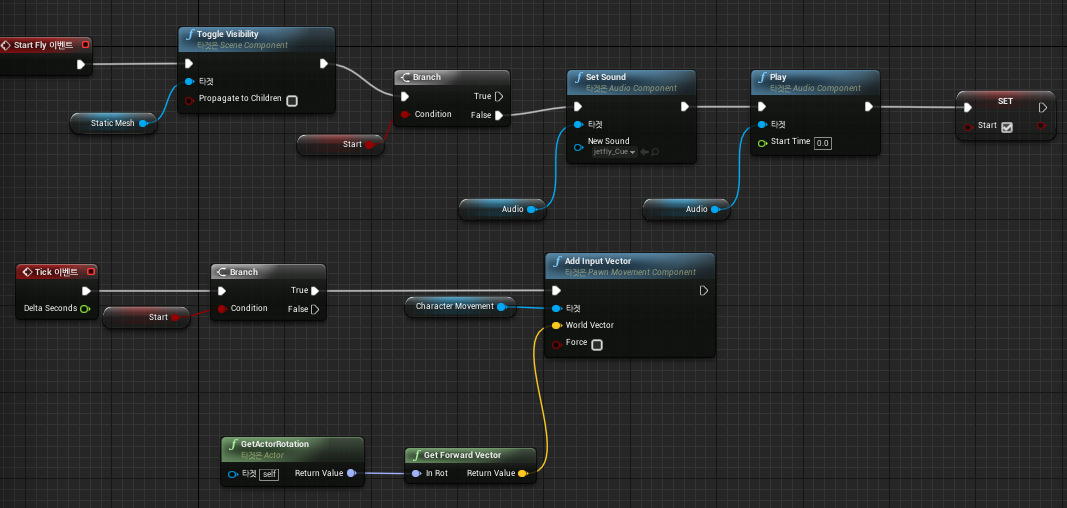 Start Fly 이벤트
Toggle Visibility
타겟은 Scene Component
타겟
Propagate to Children
Static Mesh
Branch
True
Condition
False
Start
Set Sound
타겟은 Audio Component
타겟
New Sound
jetfly_Cue
Audio
Play
타겟은 Audio Component
타겟
Start Time 0.0
Audio
SET
Start
Tick 이벤트
Delta Seconds
Start
Branch
True
Condition
False
Character Movement
Add Input Vector
타겟은 Pawn Movement Component
타겟
World Vector
Force
GetActorRotation
타겟은 Actor
타겟 self
Return Value
Get Forward Vector
In Rot
Return Value